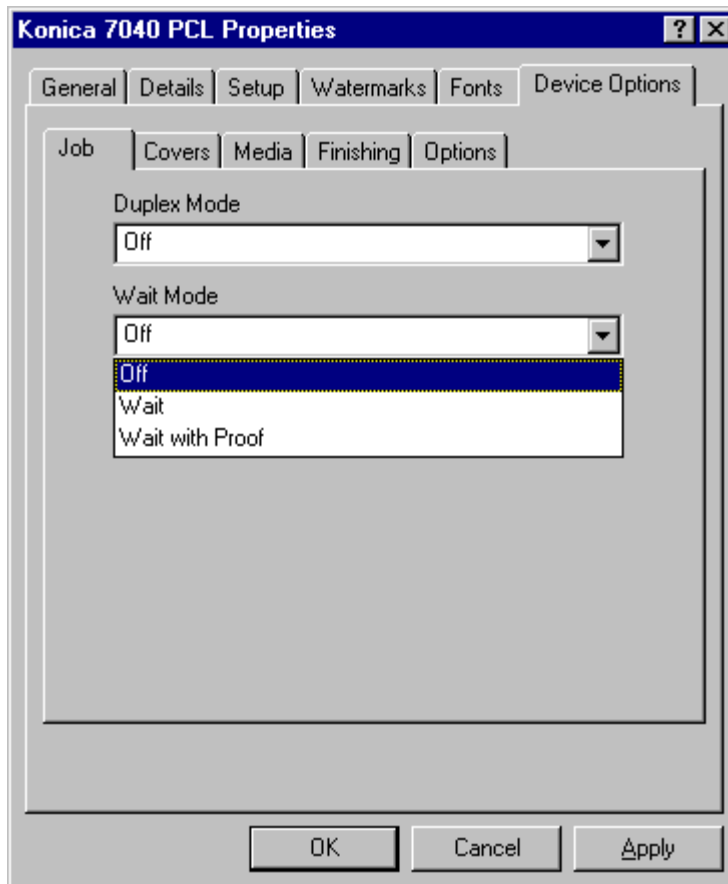 Konica 7040 PCL Properties ? X
General Details Setup Watermarks Fonts Device Options
Job Covers Media Finishing Options
Duplex Mode
Off
Wait Mode
Off
Off
Wait
Wait with Proof
OK Cancel Apply